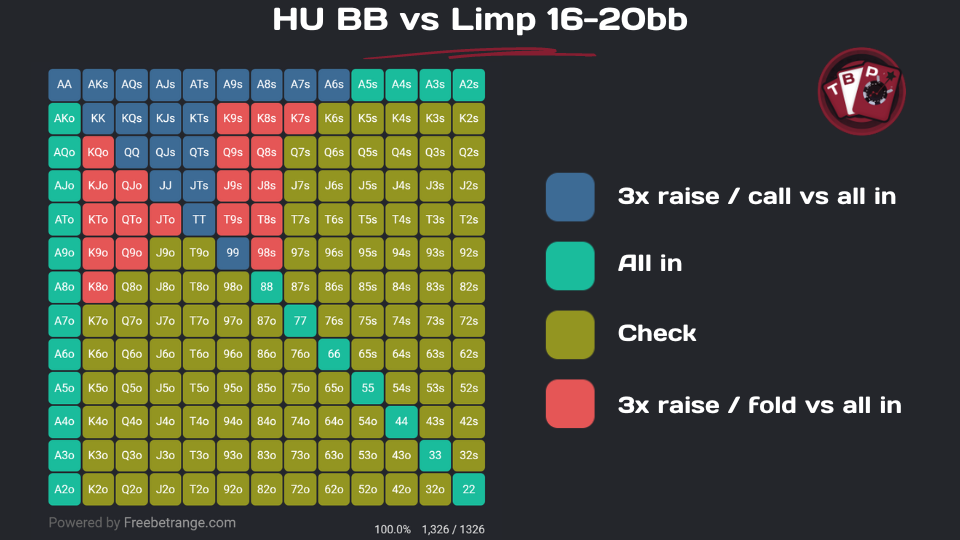 HU BB vs Limp 16-20bb
AA AKs AQs AJs ATs A9s A8s A7s A6s A5s A4s A3s A2s
AKo KK KQs KJs KTs K9s K8s K7s K6s K5s K4s K3s K2s
AQo KQo QQ QJs QTs Q9s Q8s Q7s Q6s Q5s Q4s Q3s Q2s
AJo KJo QJo JJ JTs J9s J8s J7s J6s J5s J4s J3s J2s
ATo KTo QTo JTo TT T9s T8s T7s T6s T5s T4s T3s T2s
A9o K9o Q9o J9o T9o 99 98s 97s 96s 95s 94s 93s 92s
A8o K8o Q8o J8o T8o 98o 88 87s 86s 85s 84s 83s 82s
A7o K7o Q7o J7o T7o 97o 87o 77 76s 75s 74s 73s 72s
A6o K6o Q6o J6o T6o 96o 86o 76o 66 65s 64s 63s 62s
A5o K5o Q5o J5o T5o 95o 85o 75o 65o 55 54s 53s 52s
A4o K4o Q4o J4o T4o 94o 84o 74o 64o 54o 44 43s 42s
A3o K3o Q3o J3o T3o 93o 83o 73o 63o 53o 43o 33 32s
A2o K2o Q2o J2o T2o 92o 82o 72o 62o 52o 42o 32o 22
Powered by Freebetrange.com
100.0% 1,326 / 1326
TBP
3x raise / call vs all in
All in
Check
3x raise / fold vs all in